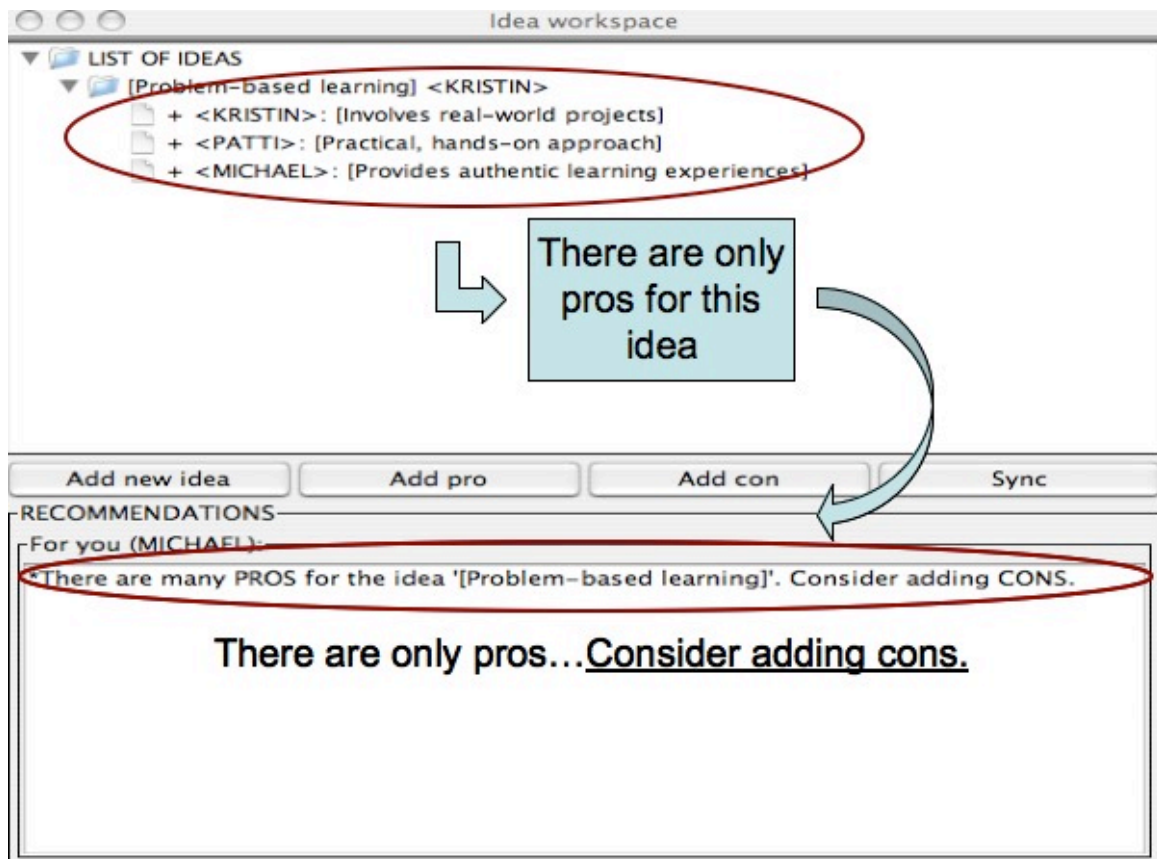 Idea workspace
LIST OF IDEAS
[Problem-based learning] <KRISTIN>
+ <KRISTIN>: [Involves real-world projects]
+ <PATTI>: [Practical, hands-on approach]
+ <MICHAEL>: [Provides authentic learning experiences]
There are only
pros for this
idea
Add new idea
Add pro
Add con
Sync
RECOMMENDATIONS
For you (MICHAEL):
*There are many PROS for the idea '[Problem-based learning]'. Consider adding CONS.
There are only pros...Consider adding cons.